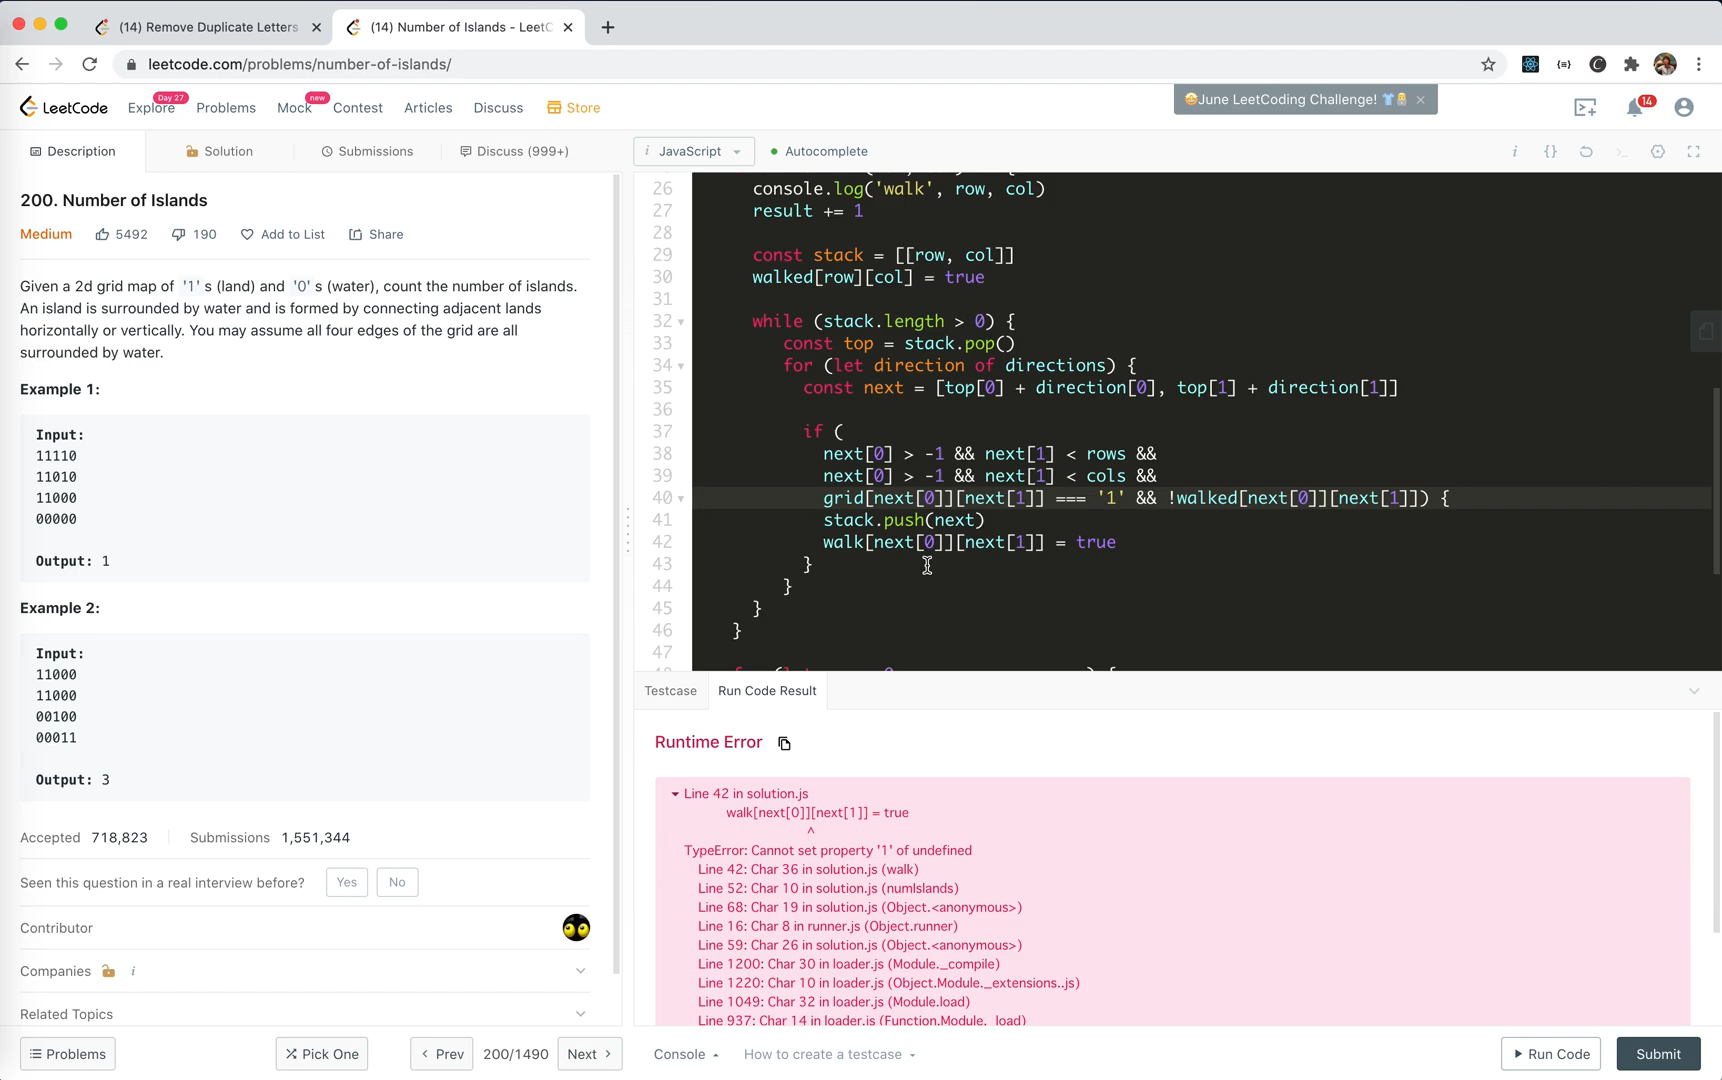 (14) Remove Duplicate Letters
(14) Number of Islands - LeetC
leetcode.com/problems/number-of-islands/
LeetCode
Explore
Day 27
Problems
Mock
new
Contest
Articles
Discuss
Store
June LeetCoding Challenge!
14
Description
Solution
Submissions
Discuss (999+)
i JavaScript
Autocomplete
200. Number of Islands
Medium
5492
190
Add to List
Share
Given a 2d grid map of '1' s (land) and '0' s (water), count the number of islands.
An island is surrounded by water and is formed by connecting adjacent lands
horizontally or vertically. You may assume all four edges of the grid are all
surrounded by water.
Example 1:
Input:
11110
11010
11000
00000
Output: 1
Example 2:
Input:
11000
11000
00100
00011
Output: 3
Accepted 718,823
Submissions 1,551,344
Seen this question in a real interview before?
Yes
No
Contributor
Companies
i
Related Topics
Problems
Pick One
Prev
200/1490
Next
26 console.log('walk', row, col)
27 result += 1
28
29 const stack = [[row, col]]
30 walked[row][col] = true
31
32 while (stack.length > 0) {
33 const top = stack.pop()
34 for (let direction of directions) {
35 const next = [top[0] + direction[0], top[1] + direction[1]]
36
37 if (
38 next[0] > -1 && next[1] < rows &&
39 next[0] > -1 && next[1] < cols &&
40 grid[next[0]][next[1]] === '1' && !walked[next[0]][next[1]]) {
41 stack.push(next)
42 walk[next[0]][next[1]] = true
43 }
44 }
45 }
46 }
47
Testcase
Run Code Result
Runtime Error
Line 42 in solution.js
walk[next[0]][next[1]] = true
^
TypeError: Cannot set property '1' of undefined
Line 42: Char 36 in solution.js (walk)
Line 52: Char 10 in solution.js (numIslands)
Line 68: Char 19 in solution.js (Object.<anonymous>)
Line 16: Char 8 in runner.js (Object.runner)
Line 59: Char 26 in solution.js (Object.<anonymous>)
Line 1200: Char 30 in loader.js (Module._compile)
Line 1220: Char 10 in loader.js (Object.Module._extensions..js)
Line 1049: Char 32 in loader.js (Module.load)
Line 937: Char 14 in loader.js (Function.Module._load)
Console
How to create a testcase
Run Code
Submit